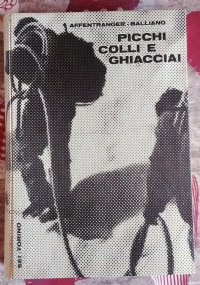 AFFENTRANGER - BALLIANO
PICCHI
COLLI E
GHIACCIAI
SEI - TORINO